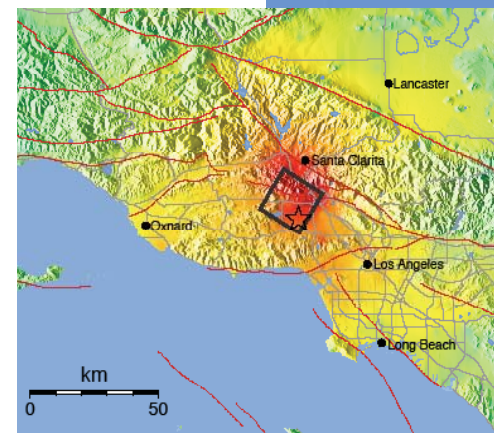 Lancaster
Santa Clarita
Oxnard
Los Angeles
Long Beach
km
0 50